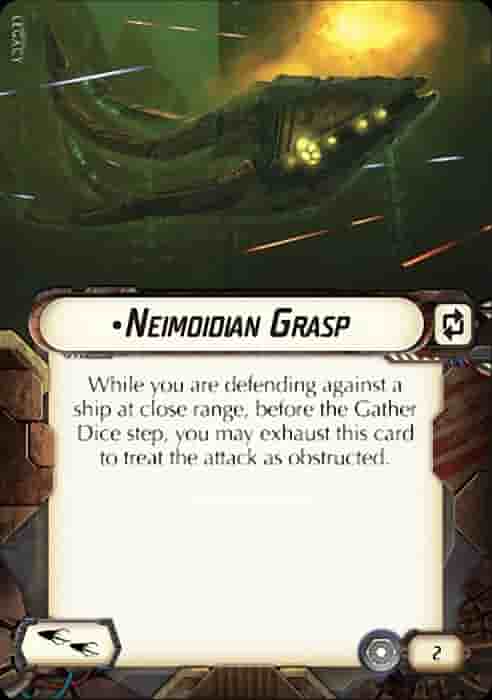 LEGACY
•NEIMOIDIAN GRASP
While you are defending against a
ship at close range, before the Gather
Dice step, you may exhaust this card
to treat the attack as obstructed.
2